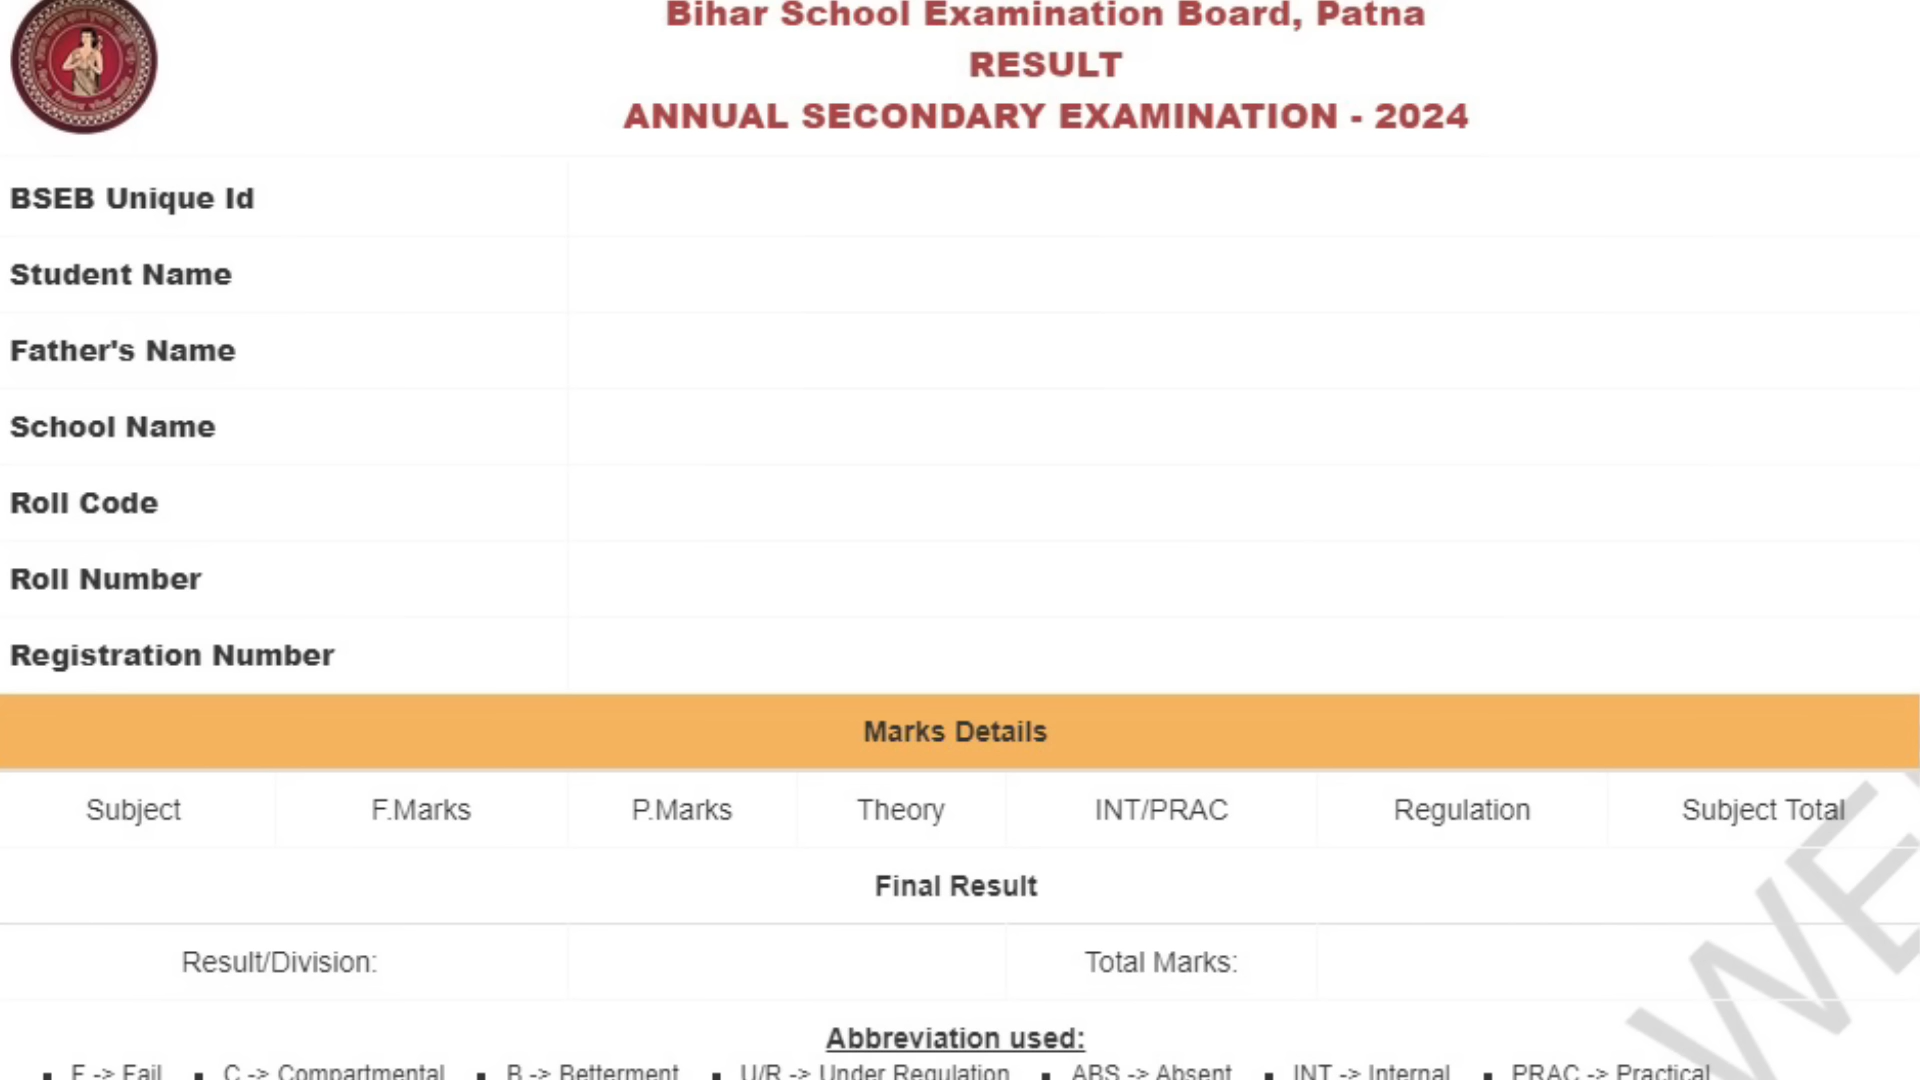 Bihar School Examination Board, Patna
RESULT
ANNUAL SECONDARY EXAMINATION - 2024
BSEB Unique Id
Student Name
Father's Name
School Name
Roll Code
Roll Number
Registration Number
Marks Details
Subject F.Marks P.Marks Theory INT/PRAC Regulation Subject Total
Final Result
Result/Division: Total Marks:
Abbreviation used:
▪ F -> Fail ▪ C -> Compartmental ▪ B -> Betterment ▪ U/R -> Under Regulation ▪ ABS -> Absent ▪ INT -> Internal ▪ PRAC -> Practical
WE